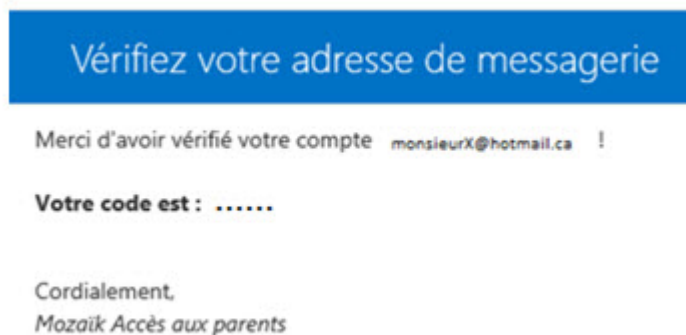 Vérifiez votre adresse de messagerie
Merci d'avoir vérifié votre compte monsieurX@hotmail.ca !
Votre code est : ......
Cordialement,
Mozaïk Accès aux parents